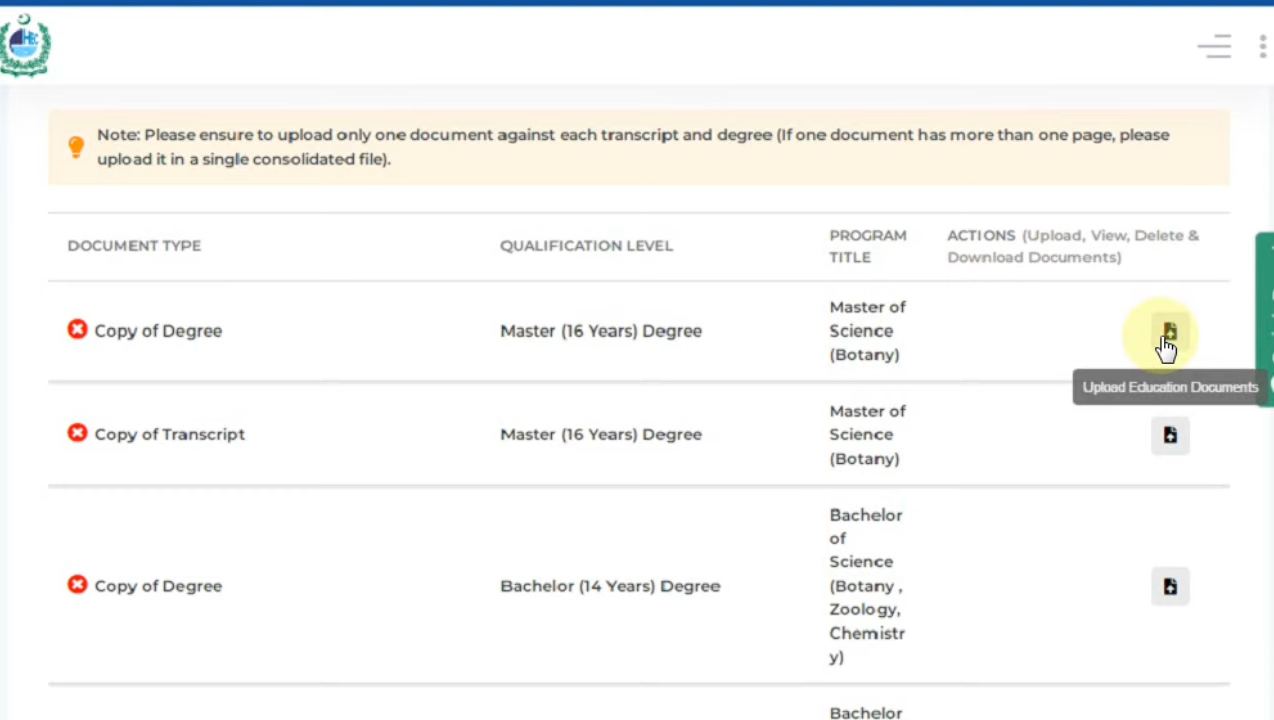 HEC
Note: Please ensure to upload only one document against each transcript and degree (If one document has more than one page, please
upload it in a single consolidated file).
DOCUMENT TYPE
QUALIFICATION LEVEL
PROGRAM
TITLE
ACTIONS (Upload, View, Delete &
Download Documents)
Copy of Degree
Master (16 Years) Degree
Master of
Science
(Botany)
Upload Education Documents
Copy of Transcript
Master (16 Years) Degree
Master of
Science
(Botany)
Copy of Degree
Bachelor (14 Years) Degree
Bachelor
of
Science
(Botany ,
Zoology,
Chemistr
y)
Bachelor